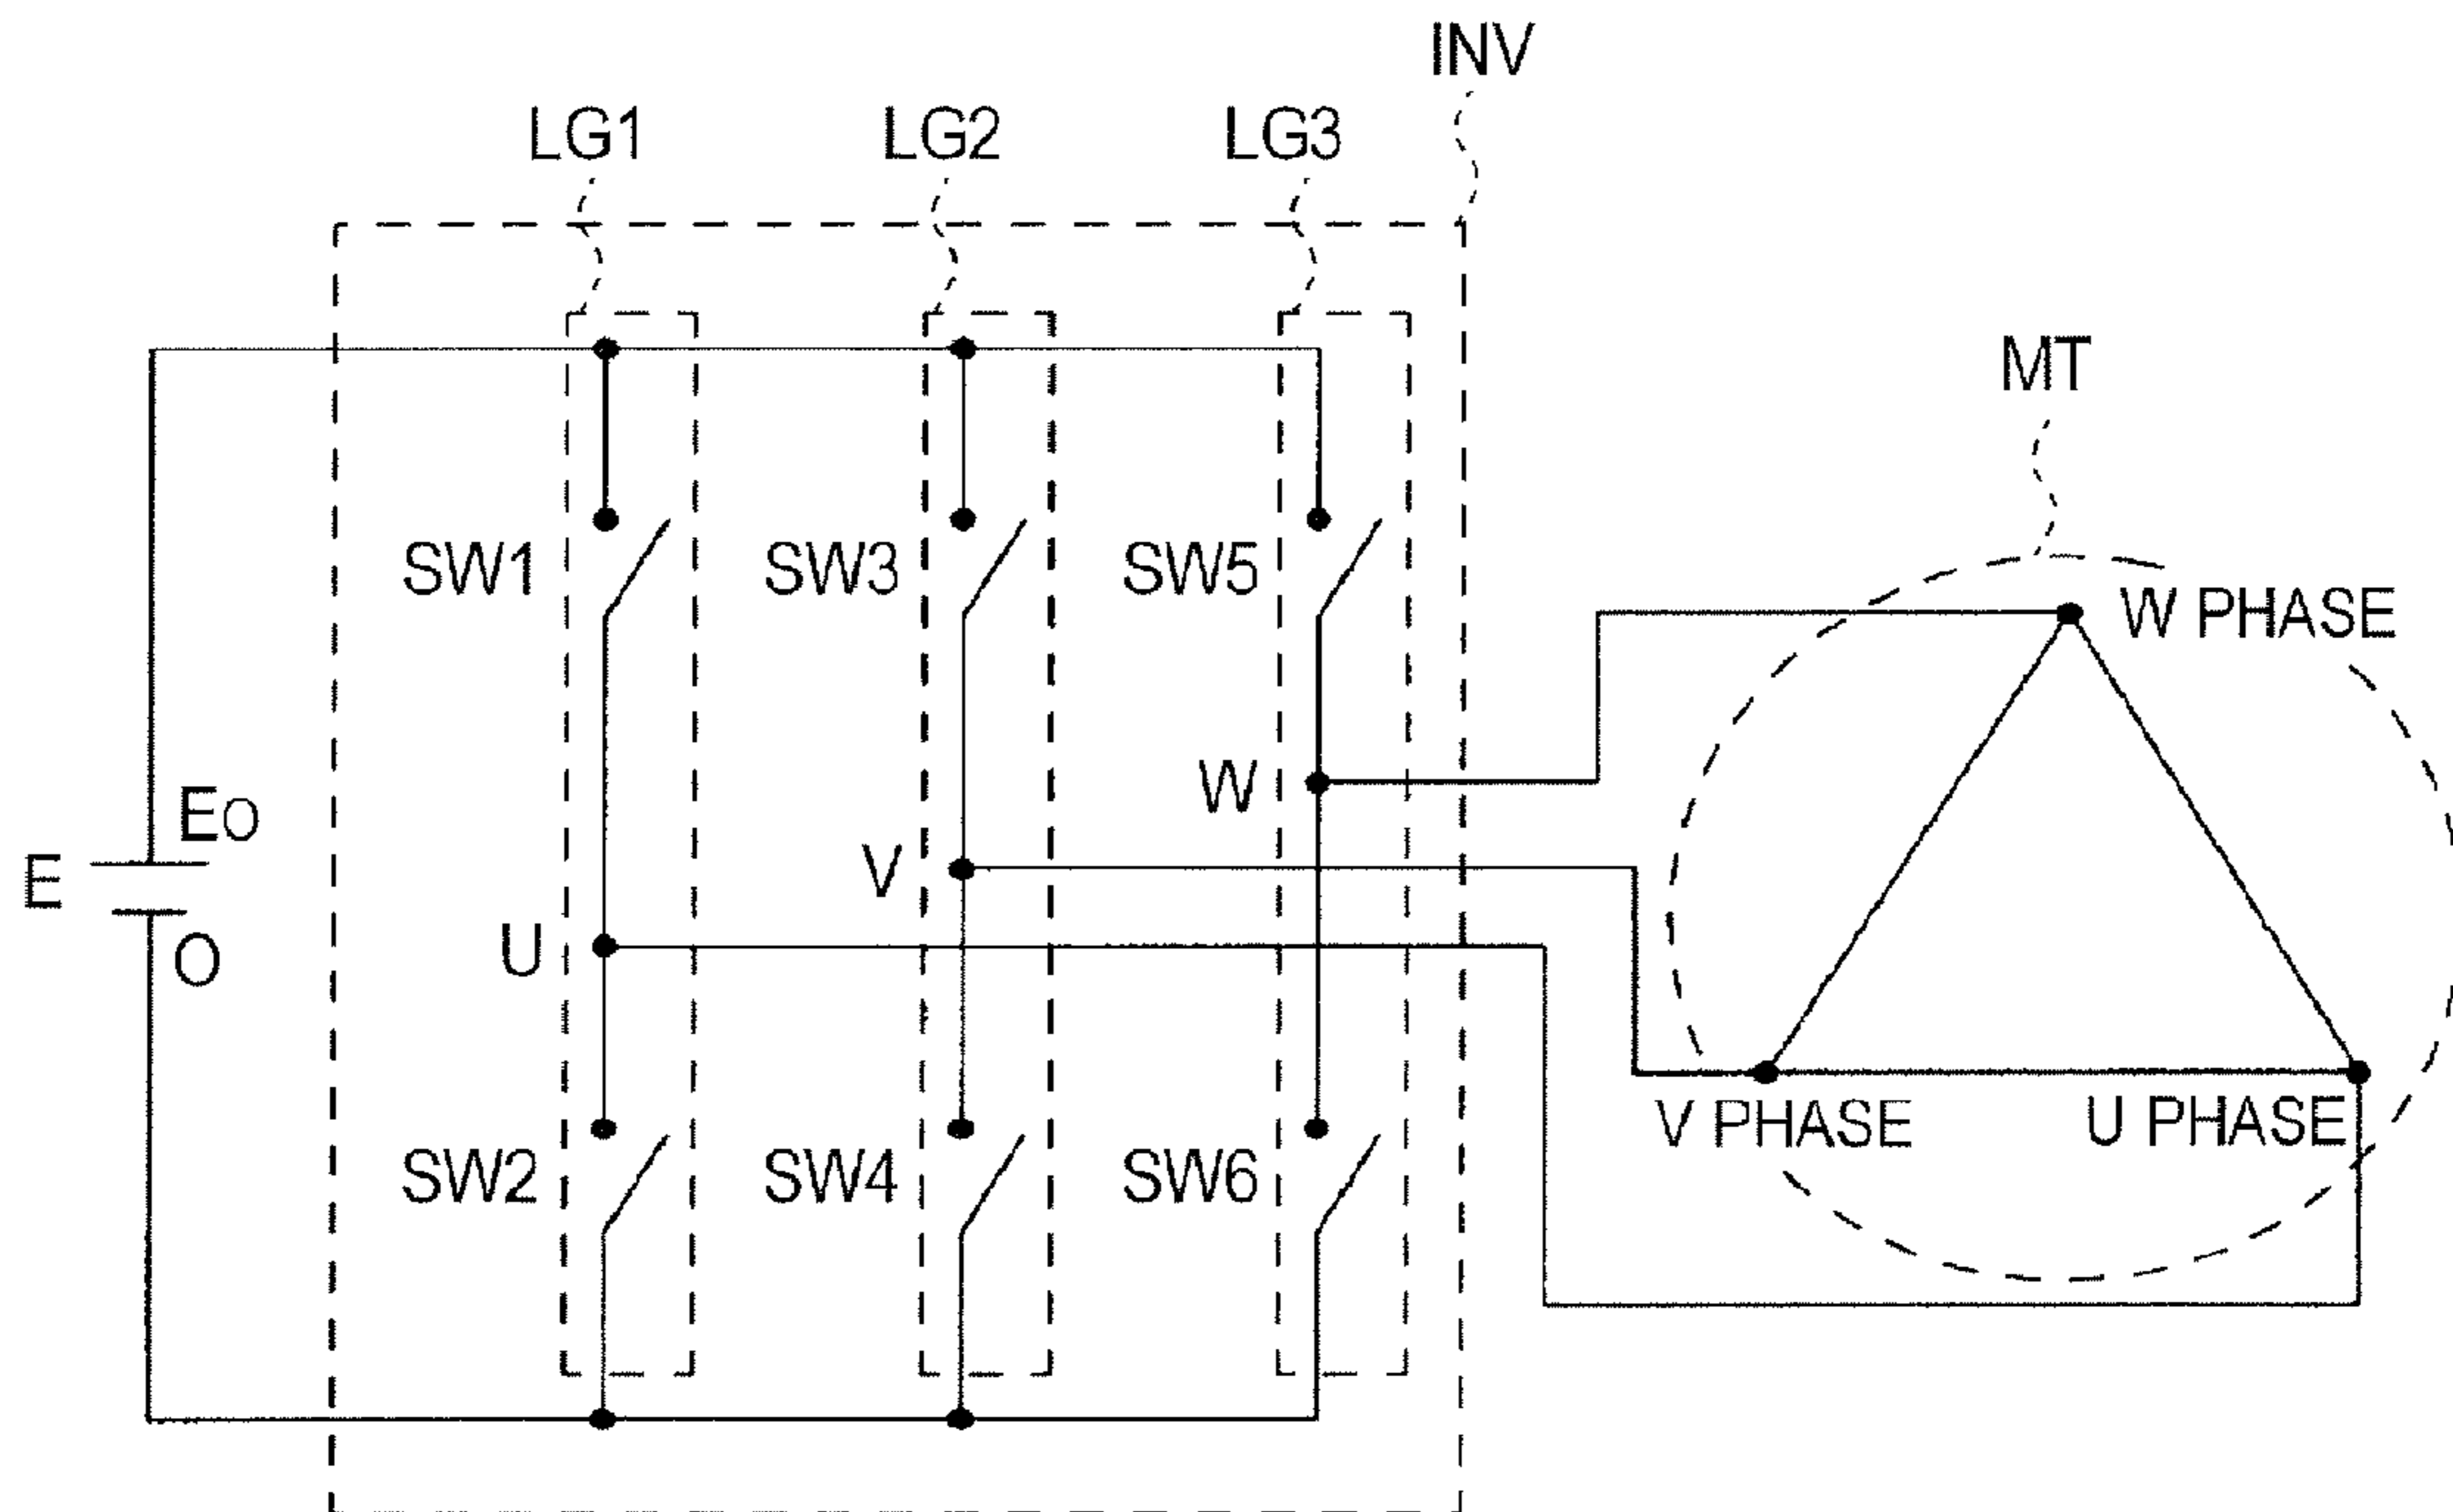 INV
LG1 LG2 LG3
MT
SW1 SW3 SW5
W PHASE
W
EO
E
V
U
O
V PHASE
U PHASE
SW2 SW4 SW6